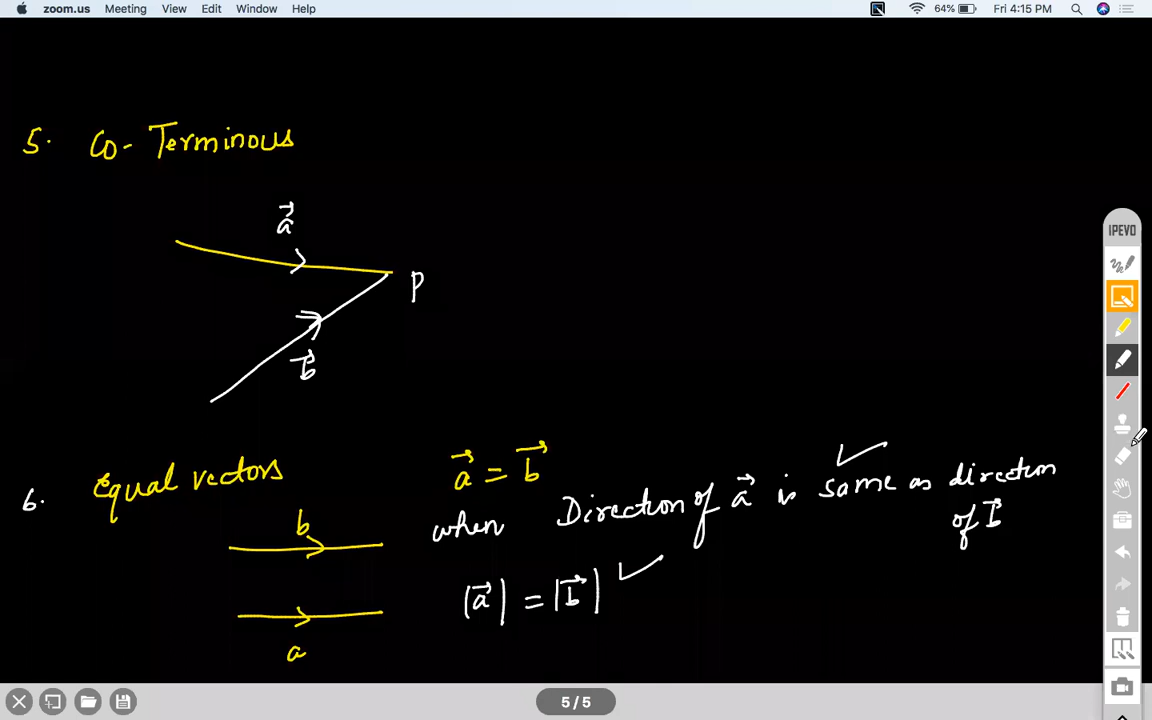 zoom.us Meeting View Edit Window Help 64% Fri 4:15 PM
5. CO- Terminous
a⃗
P
b⃗
IPEVO
6. Equal vectors
a⃗ = b⃗
when Direction of a⃗ is same as direction
of b⃗
b
|a⃗| = |b⃗|
a
5 / 5